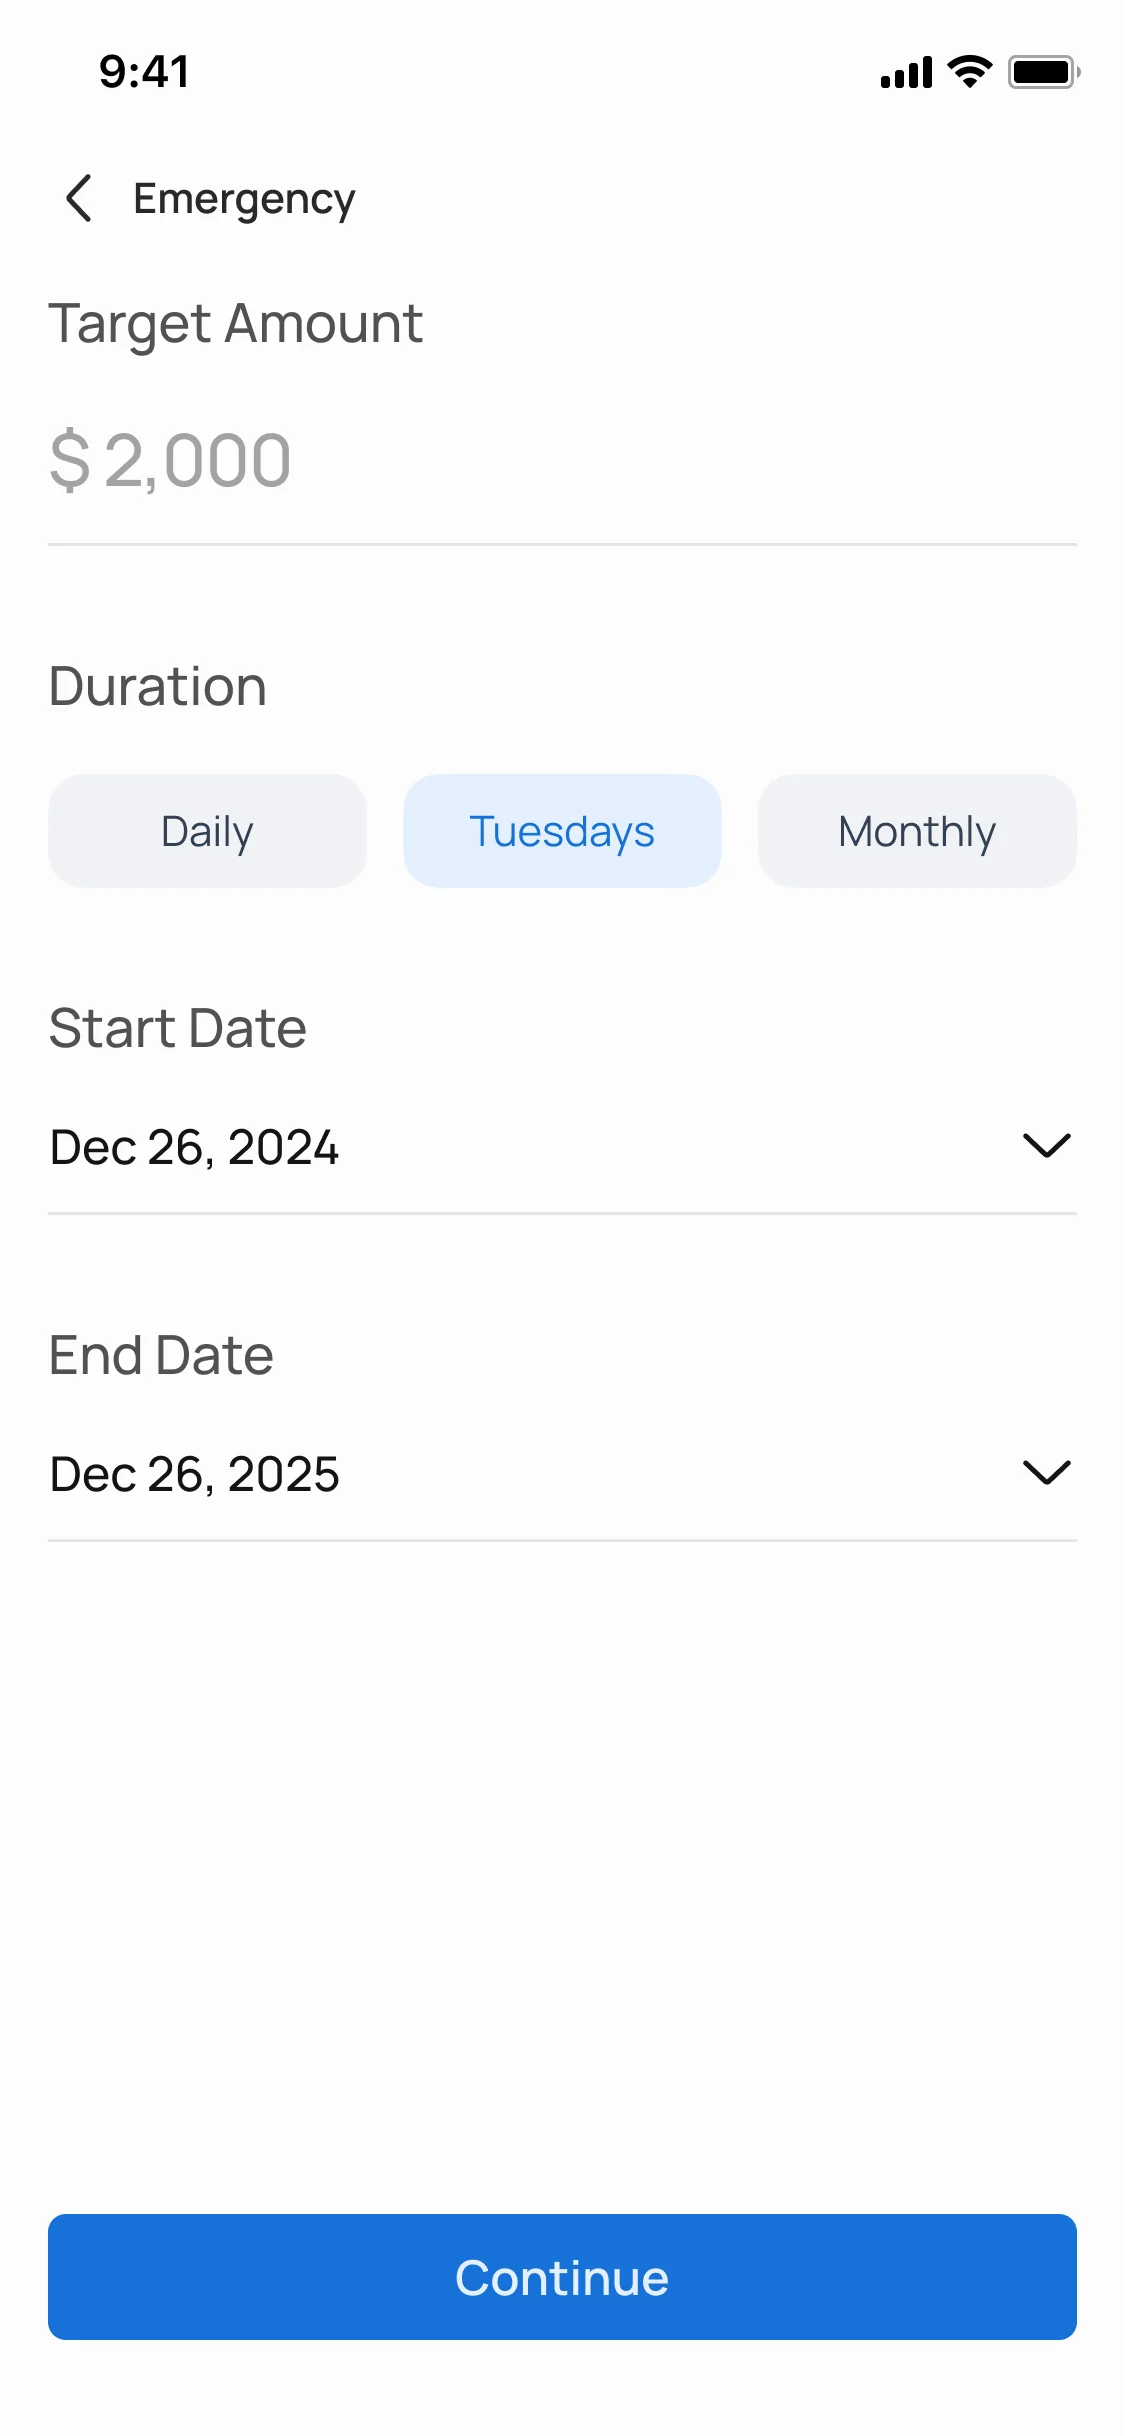 9:41
Emergency
Target Amount
$ 2,000
Duration
Daily Tuesdays Monthly
Start Date
Dec 26, 2024
End Date
Dec 26, 2025
Continue